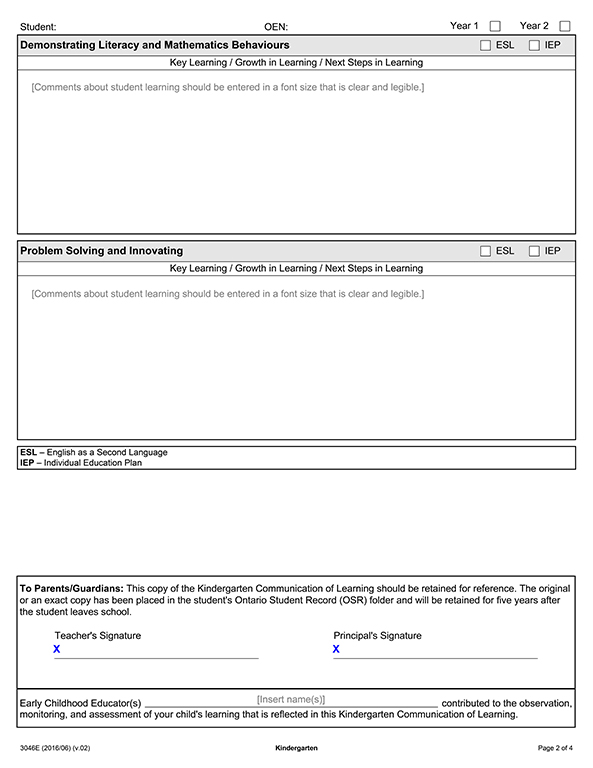 Student: OEN: Year 1 Year 2
Demonstrating Literacy and Mathematics Behaviours ESL IEP
Key Learning / Growth in Learning / Next Steps in Learning
[Comments about student learning should be entered in a font size that is clear and legible.]
Problem Solving and Innovating ESL IEP
Key Learning / Growth in Learning / Next Steps in Learning
[Comments about student learning should be entered in a font size that is clear and legible.]
ESL – English as a Second Language
IEP – Individual Education Plan
To Parents/Guardians: This copy of the Kindergarten Communication of Learning should be retained for reference. The original
or an exact copy has been placed in the student's Ontario Student Record (OSR) folder and will be retained for five years after
the student leaves school.
Teacher's Signature Principal's Signature
X X
Early Childhood Educator(s) [Insert name(s)] contributed to the observation,
monitoring, and assessment of your child's learning that is reflected in this Kindergarten Communication of Learning.
3046E (2016/06) (v.02) Kindergarten Page 2 of 4